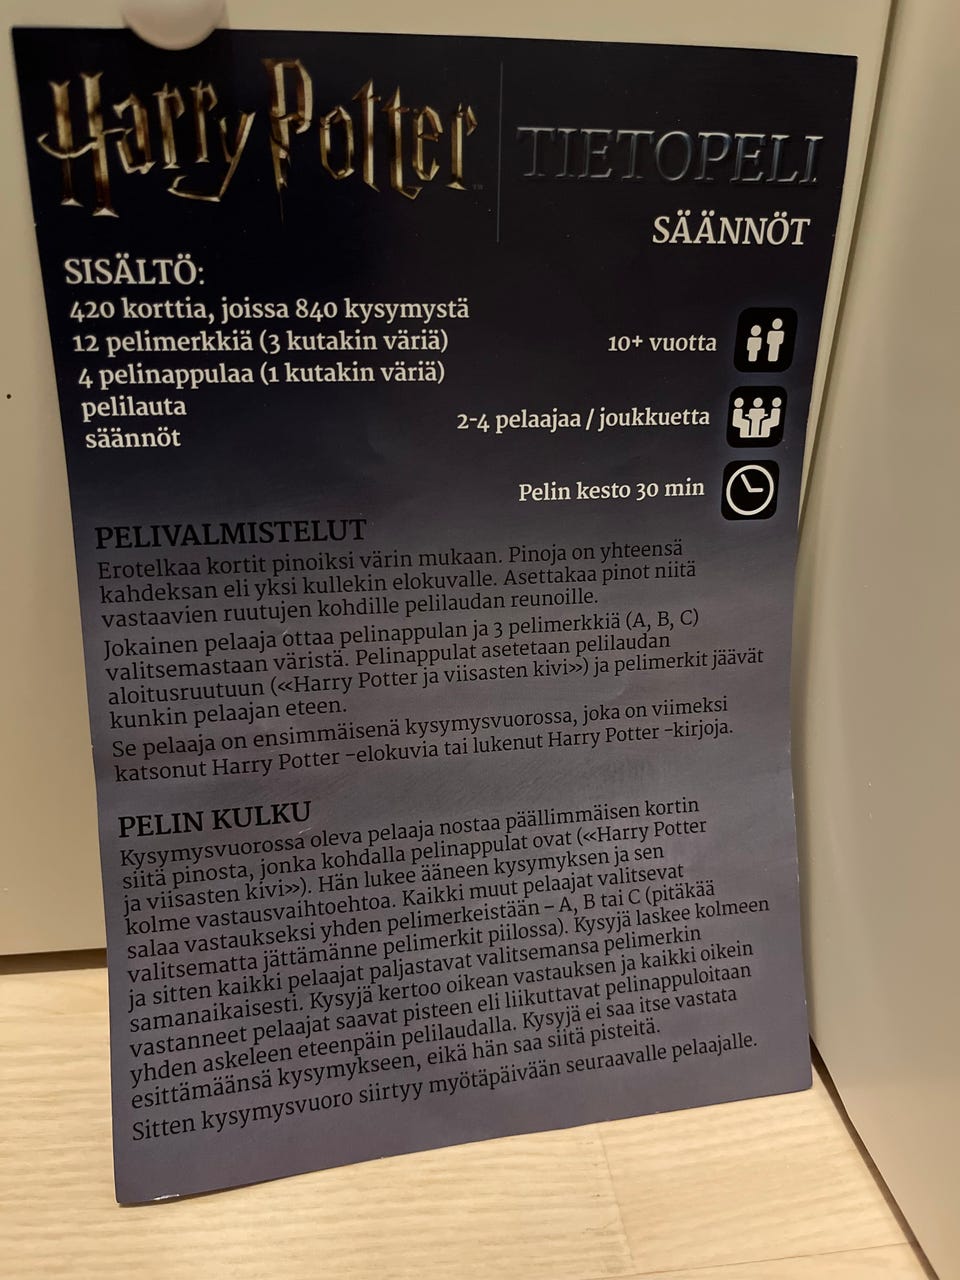 Harry Potter™
TIETOPELI
SÄÄNNÖT
SISÄLTÖ:
420 korttia, joissa 840 kysymystä
12 pelimerkkiä (3 kutakin väriä)
4 pelinappulaa (1 kutakin väriä)
pelilauta
säännöt
10+ vuotta
2-4 pelaajaa / joukkuetta
Pelin kesto 30 min
PELIVALMISTELUT
Erotelkaa kortit pinoiksi värin mukaan. Pinoja on yhteensä
kahdeksan eli yksi kullekin elokuvalle. Asettakaa pinot niitä
vastaavien ruutujen kohdille pelilaudan reunoille.
Jokainen pelaaja ottaa pelinappulan ja 3 pelimerkkiä (A, B, C)
valitsemastaan väristä. Pelinappulat asetetaan pelilaudan
aloitusruutuun («Harry Potter ja viisasten kivi») ja pelimerkit jäävät
kunkin pelaajan eteen.
Se pelaaja on ensimmäisenä kysymysvuorossa, joka on viimeksi
katsonut Harry Potter -elokuvia tai lukenut Harry Potter -kirjoja.
PELIN KULKU
Kysymysvuorossa oleva pelaaja nostaa päällimmäisen kortin
siitä pinosta, jonka kohdalla pelinappulat ovat («Harry Potter
ja viisasten kivi»). Hän lukee ääneen kysymyksen ja sen
kolme vastausvaihtoehtoa. Kaikki muut pelaajat valitsevat
salaa vastaukseksi yhden pelimerkeistään – A, B tai C (pitäkää
valitsematta jättämänne pelimerkit piilossa). Kysyjä laskee kolmeen
ja sitten kaikki pelaajat paljastavat valitsemansa pelimerkin
samanaikaisesti. Kysyjä kertoo oikean vastauksen ja kaikki oikein
vastanneet pelaajat saavat pisteen eli liikuttavat pelinappuloitaan
yhden askeleen eteenpäin pelilaudalla. Kysyjä ei saa itse vastata
esittämäänsä kysymykseen, eikä hän saa siitä pisteitä.
Sitten kysymysvuoro siirtyy myötäpäivään seuraavalle pelaajalle.